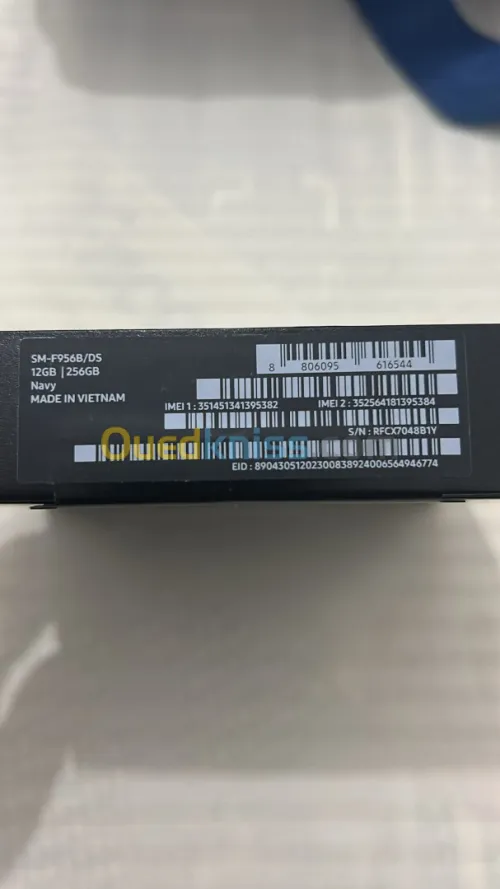 SM-F956B/DS
12GB | 256GB
Navy
MADE IN VIETNAM
8 806095 616544
IMEI 1 : 351451341395382 IMEI 2 : 352564181395384
S/N : RFCX7048B1Y
EID : 89043051202300838924006564946774
Ouedkniss